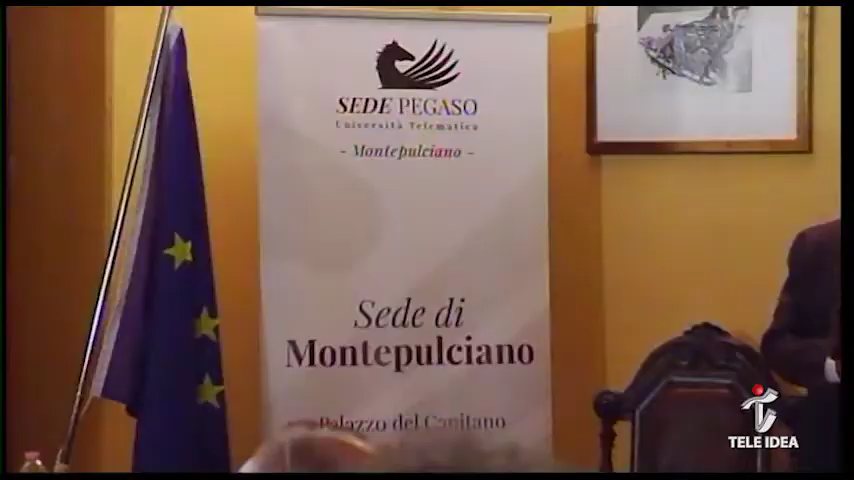 SEDE PEGASO
Università Telematica
- Montepulciano -
Sede di
Montepulciano
Palazzo del Capitano
TELE IDEA